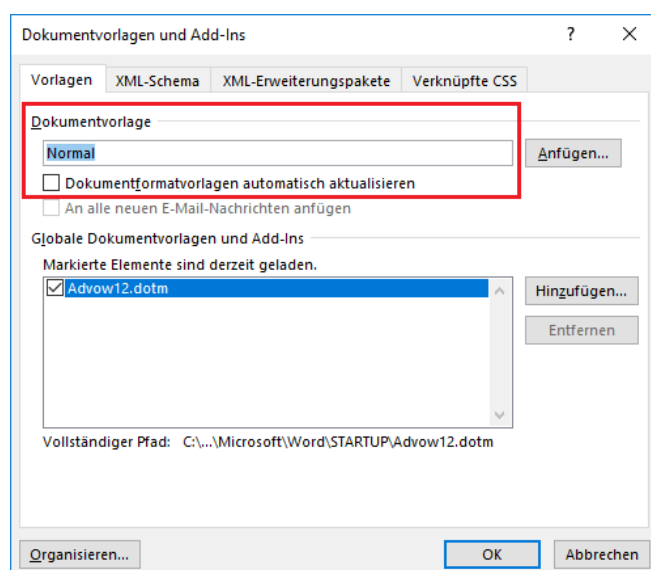 Dokumentvorlagen und Add-Ins ? ×
Vorlagen XML-Schema XML-Erweiterungspakete Verknüpfte CSS
Dokumentvorlage
Normal Anfügen...
Dokumentformatvorlagen automatisch aktualisieren
An alle neuen E-Mail-Nachrichten anfügen
Globale Dokumentvorlagen und Add-Ins
Markierte Elemente sind derzeit geladen.
Advow12.dotm Hinzufügen...
Entfernen
Vollständiger Pfad: C:\...\Microsoft\Word\STARTUP\Advow12.dotm
Organisieren... OK Abbrechen